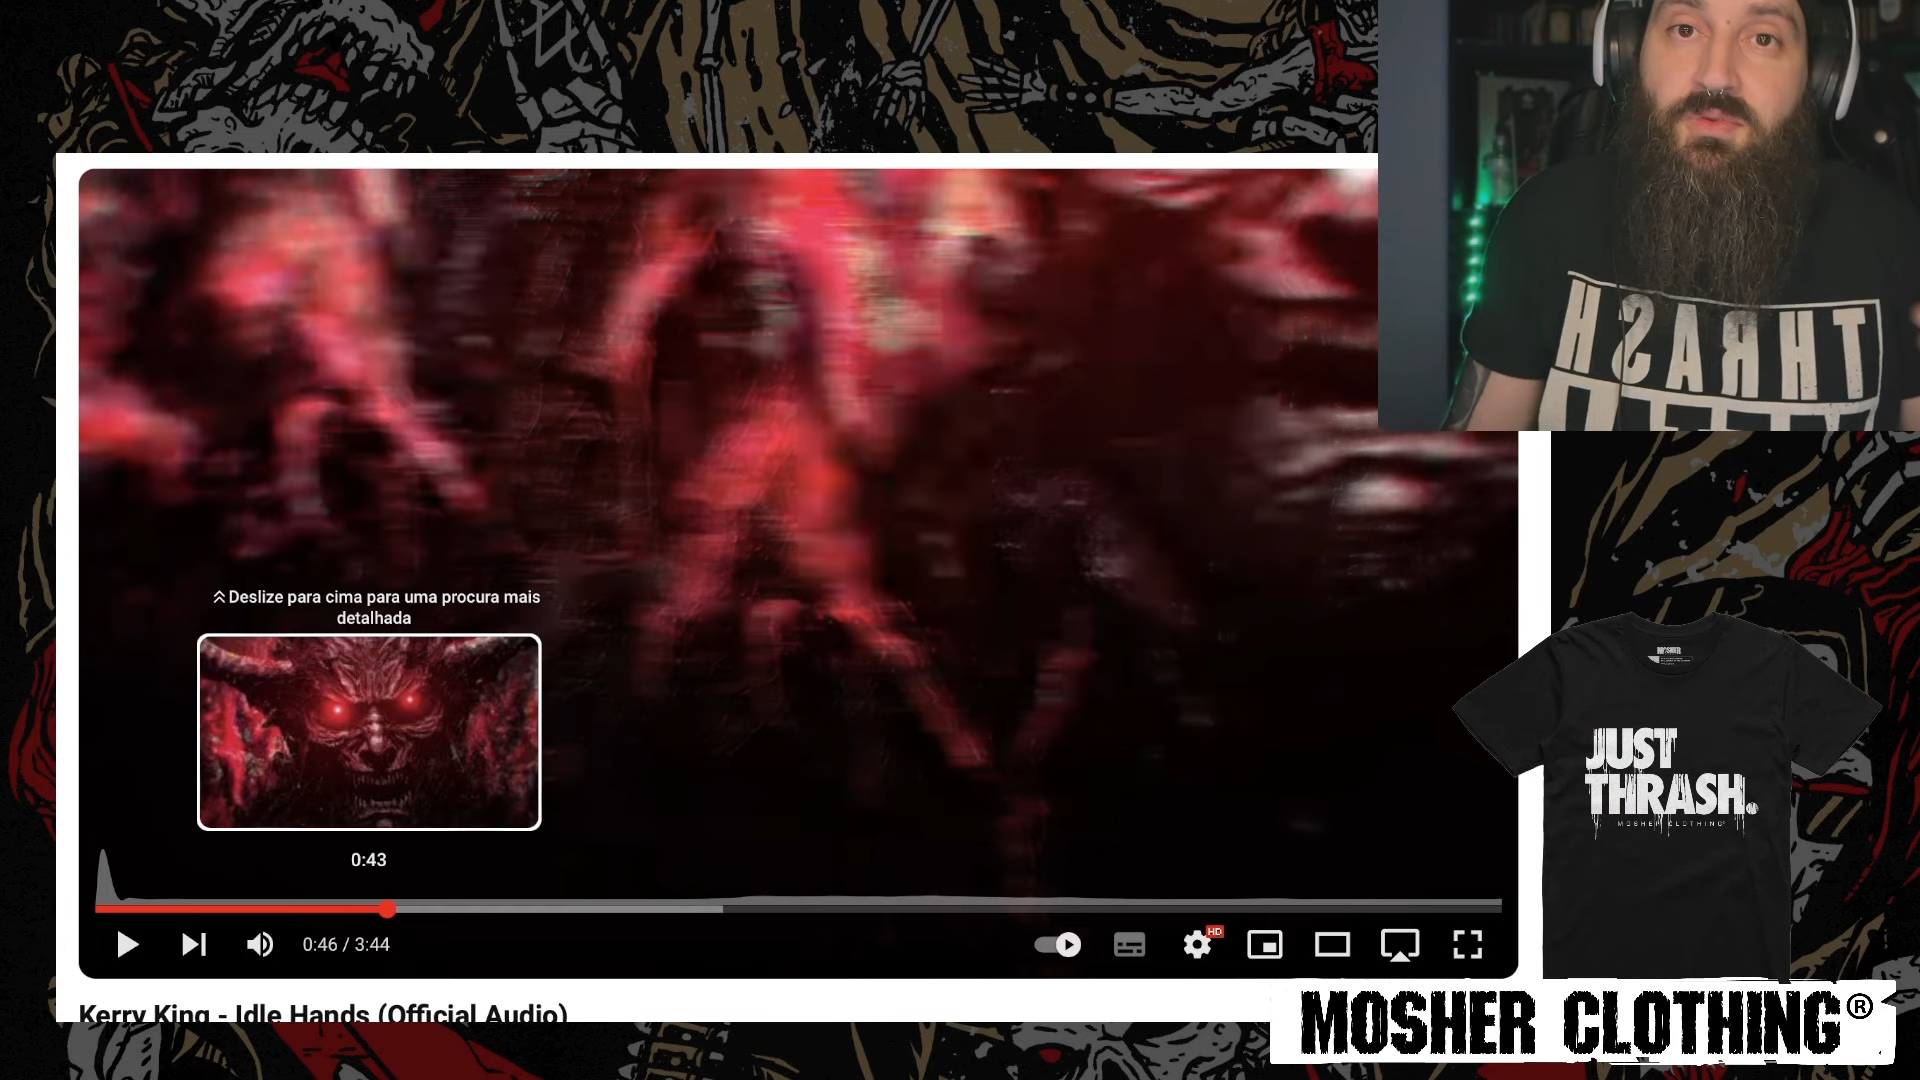 THRASH
Deslize para cima para uma procura mais
detalhada
0:43
HD
0:46 / 3:44
Kerry King - Idle Hands (Official Audio)
MOSHER
JUST
THRASH.
MOSHER CLOTHING
MOSHER CLOTHING®